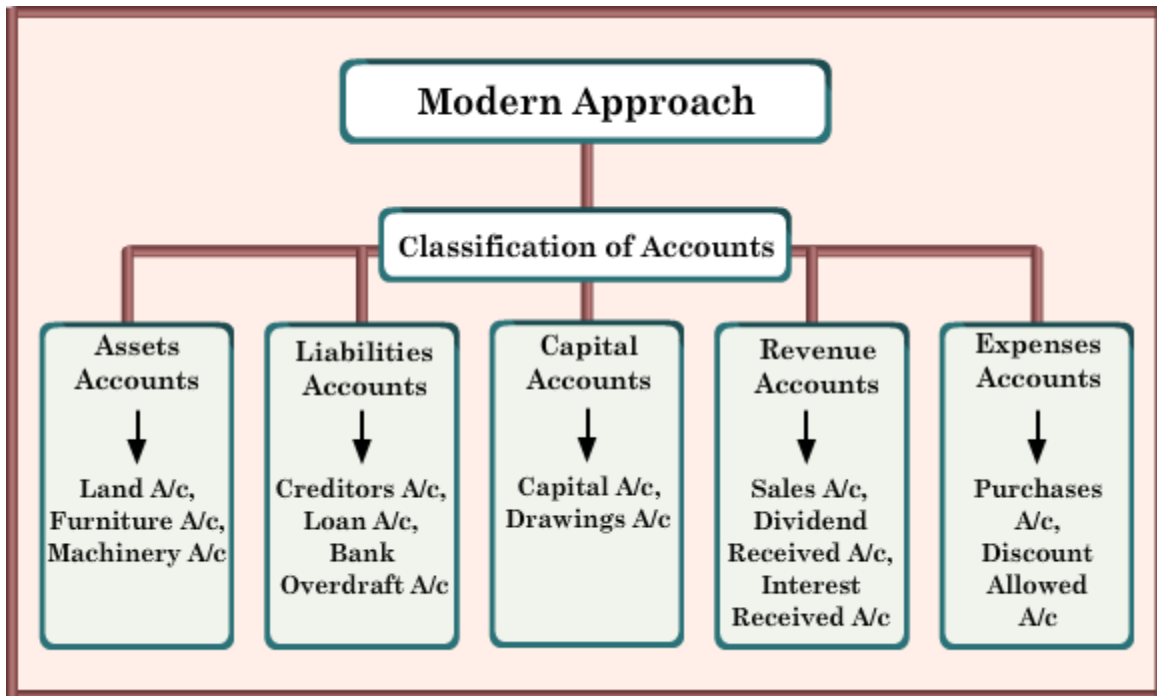 Modern Approach
Classification of Accounts
Assets
Accounts
Land A/c,
Furniture A/c,
Machinery A/c
Liabilities
Accounts
Creditors A/c,
Loan A/c,
Bank
Overdraft A/c
Capital
Accounts
Capital A/c,
Drawings A/c
Revenue
Accounts
Sales A/c,
Dividend
Received A/c,
Interest
Received A/c
Expenses
Accounts
Purchases
A/c,
Discount
Allowed
A/c